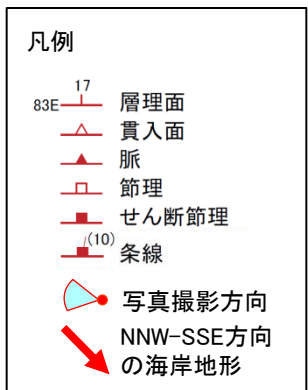 凡例
17
83E 層理面
貫入面
脈
節理
せん断節理
(10) 条線
写真撮影方向
NNW-SSE方向
の海岸地形